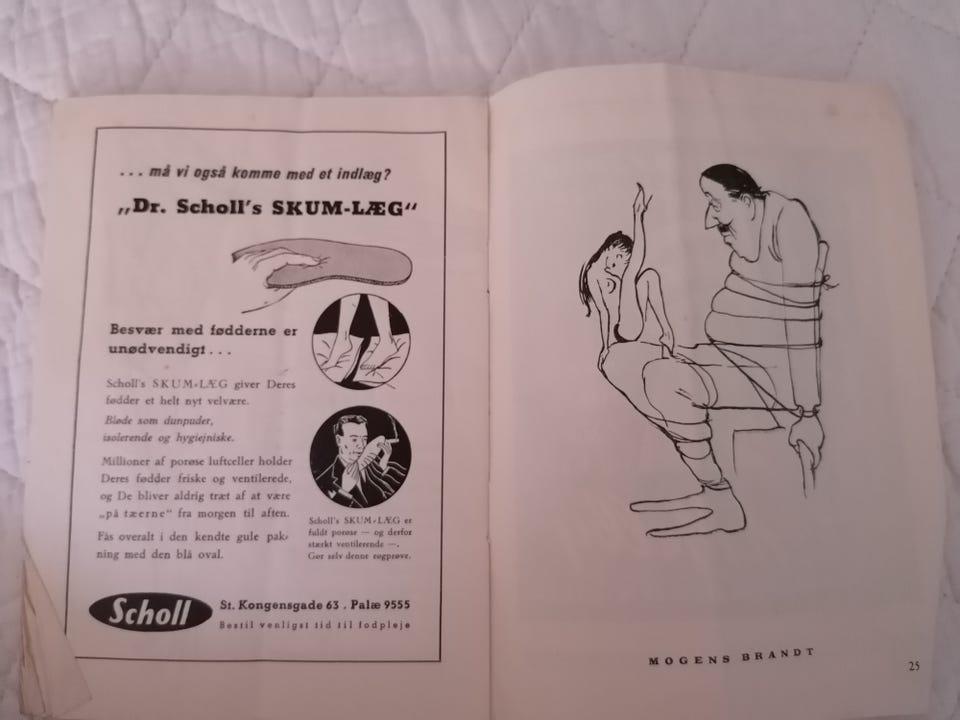 ... må vi også komme med et indlæg?
„Dr. Scholl's SKUM-LÆG“
Besvær med fødderne er
unødvendigt...
Scholl's SKUM-LÆG giver Deres
fødder et helt nyt velvære.
Bløde som dunpuder,
isolerende og hygiejniske.
Millioner af porøse luftceller holder
Deres fødder friske og ventilerede,
og De bliver aldrig træt af at være
„på tæerne“ fra morgen til aften.
Fås overalt i den kendte gule pak-
ning med den blå oval.
Scholl's SKUM-LÆG er
fuldt porøse — og derfor
stærkt ventilerende —.
Gør selv denne røgprøve.
Scholl
St. Kongensgade 63 . Palæ 9555
Bestil venligst tid til fodpleje
MOGENS BRANDT
25